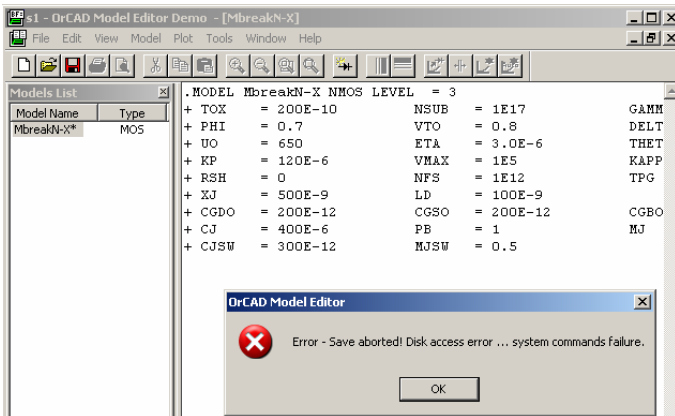 s1 - OrCAD Model Editor Demo - [MbreakN-X]
File Edit View Model Plot Tools Window Help
Models List
Model Name Type
MbreakN-X* MOS
.MODEL MbreakN-X NMOS LEVEL = 3
+ TOX = 200E-10 NSUB = 1E17 GAMM
+ PHI = 0.7 VTO = 0.8 DELT
+ UO = 650 ETA = 3.0E-6 THET
+ KP = 120E-6 VMAX = 1E5 KAPP
+ RSH = 0 NFS = 1E12 TPG
+ XJ = 500E-9 LD = 100E-9
+ CGDO = 200E-12 CGSO = 200E-12 CGBO
+ CJ = 400E-6 PB = 1 MJ
+ CJSW = 300E-12 MJSW = 0.5
OrCAD Model Editor
Error - Save aborted! Disk access error ... system commands failure.
OK